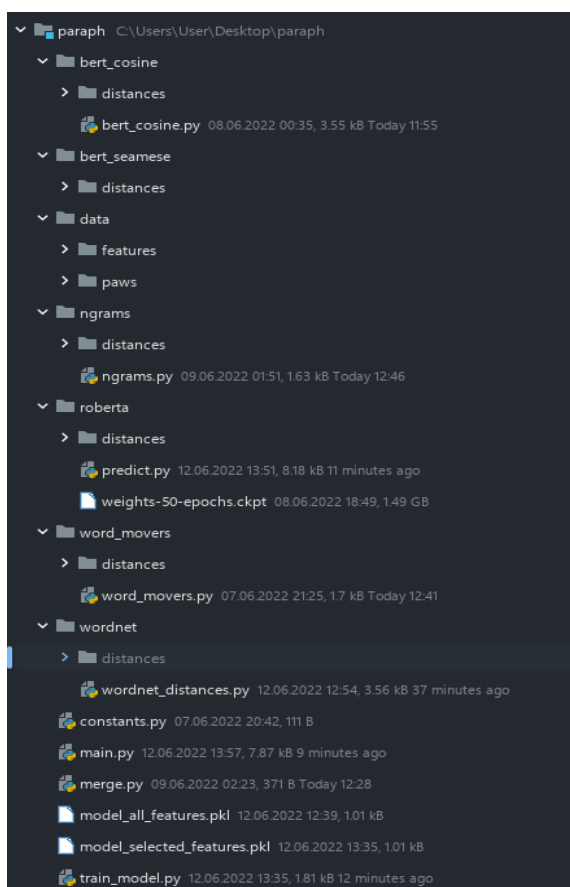 paraph C:\Users\User\Desktop\paraph
bert_cosine
distances
bert_cosine.py 08.06.2022 00:35, 3.55 kB Today 11:55
bert_seamese
distances
data
features
paws
ngrams
distances
ngrams.py 09.06.2022 01:51, 1.63 kB Today 12:46
roberta
distances
predict.py 12.06.2022 13:51, 8.18 kB 11 minutes ago
weights-50-epochs.ckpt 08.06.2022 18:49, 1.49 GB
word_movers
distances
word_movers.py 07.06.2022 21:25, 1.7 kB Today 12:41
wordnet
distances
wordnet_distances.py 12.06.2022 12:54, 3.56 kB 37 minutes ago
constants.py 07.06.2022 20:42, 111 B
main.py 12.06.2022 13:57, 7.87 kB 9 minutes ago
merge.py 09.06.2022 02:23, 371 B Today 12:28
model_all_features.pkl 12.06.2022 12:39, 1.01 kB
model_selected_features.pkl 12.06.2022 13:35, 1.01 kB
train_model.py 12.06.2022 13:35, 1.81 kB 12 minutes ago